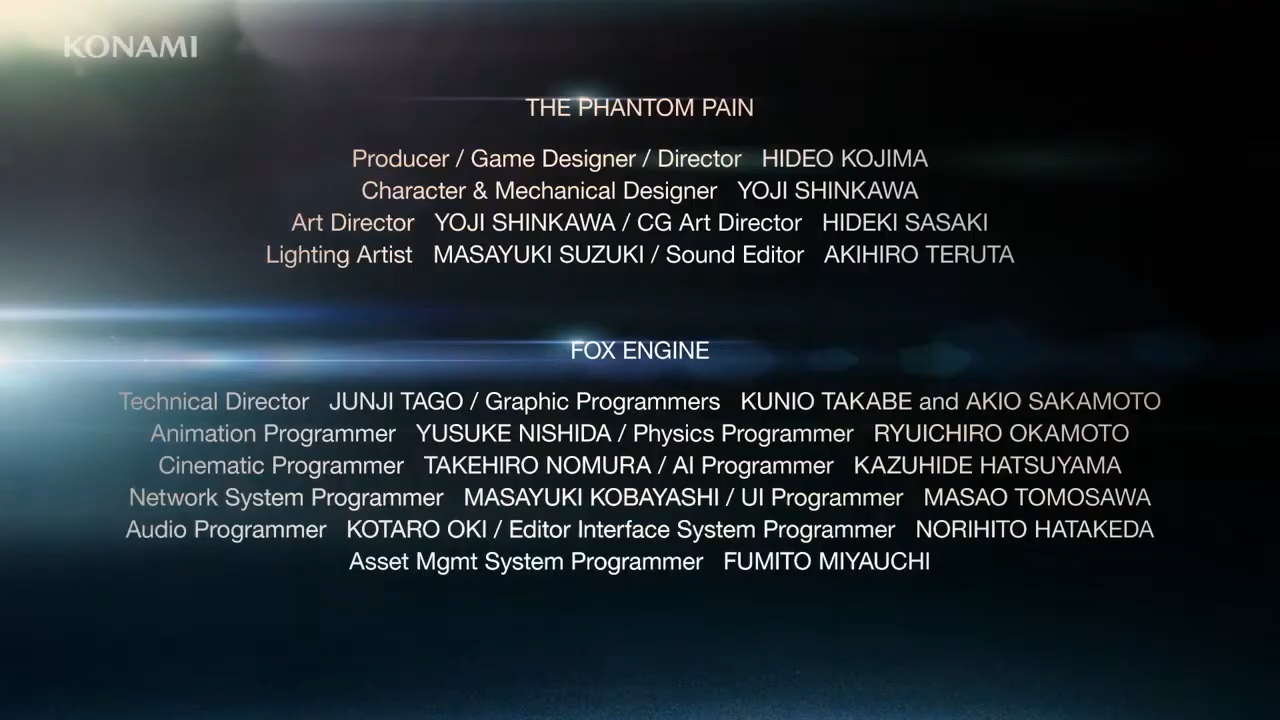 KONAMI
THE PHANTOM PAIN
Producer / Game Designer / Director HIDEO KOJIMA
Character & Mechanical Designer YOJI SHINKAWA
Art Director YOJI SHINKAWA / CG Art Director HIDEKI SASAKI
Lighting Artist MASAYUKI SUZUKI / Sound Editor AKIHIRO TERUTA
FOX ENGINE
Technical Director JUNJI TAGO / Graphic Programmers KUNIO TAKABE and AKIO SAKAMOTO
Animation Programmer YUSUKE NISHIDA / Physics Programmer RYUICHIRO OKAMOTO
Cinematic Programmer TAKEHIRO NOMURA / AI Programmer KAZUHIDE HATSUYAMA
Network System Programmer MASAYUKI KOBAYASHI / UI Programmer MASAO TOMOSAWA
Audio Programmer KOTARO OKI / Editor Interface System Programmer NORIHITO HATAKEDA
Asset Mgmt System Programmer FUMITO MIYAUCHI